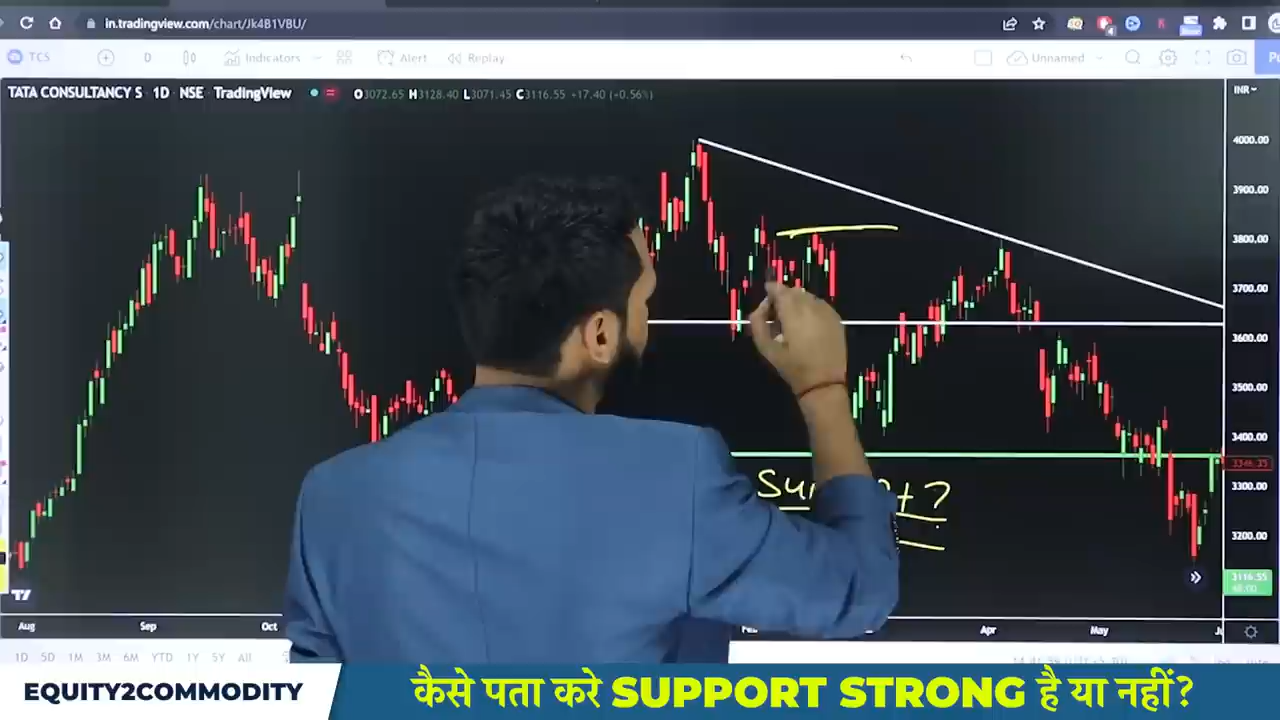 in.tradingview.com/chart/Jk4B1VBU/
TCS D Indicators Alert Replay Unnamed
TATA CONSULTANCY S 1D NSE TradingView O3072.65 H3128.40 L3071.45 C3116.55 +17.40 (+0.56%)
INR
4000.00
3900.00
3800.00
3700.00
3600.00
3500.00
3400.00
3300.00
3200.00
3116.55
Aug Sep Oct Apr May
1D 5D 1M 3M 6M YTD 1Y 5Y All
EQUITY2COMMODITY
कैसे पता करे SUPPORT STRONG है या नहीं?